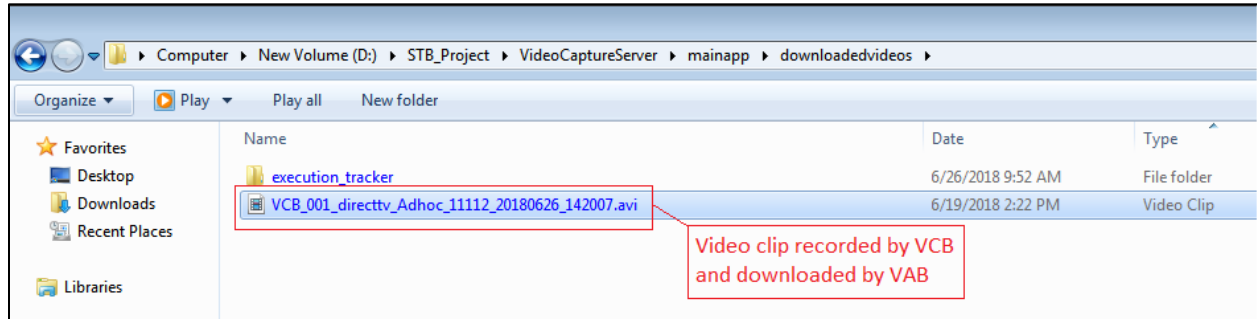 Computer New Volume (D:) STB_Project VideoCaptureServer mainapp downloadedvideos
Organize Play Play all New folder
Favorites
Desktop
Downloads
Recent Places
Libraries
Name Date Type
execution_tracker 6/26/2018 9:52 AM File folder
VCB_001_directtv_Adhoc_11112_20180626_142007.avi 6/19/2018 2:22 PM Video Clip
Video clip recorded by VCB
and downloaded by VAB